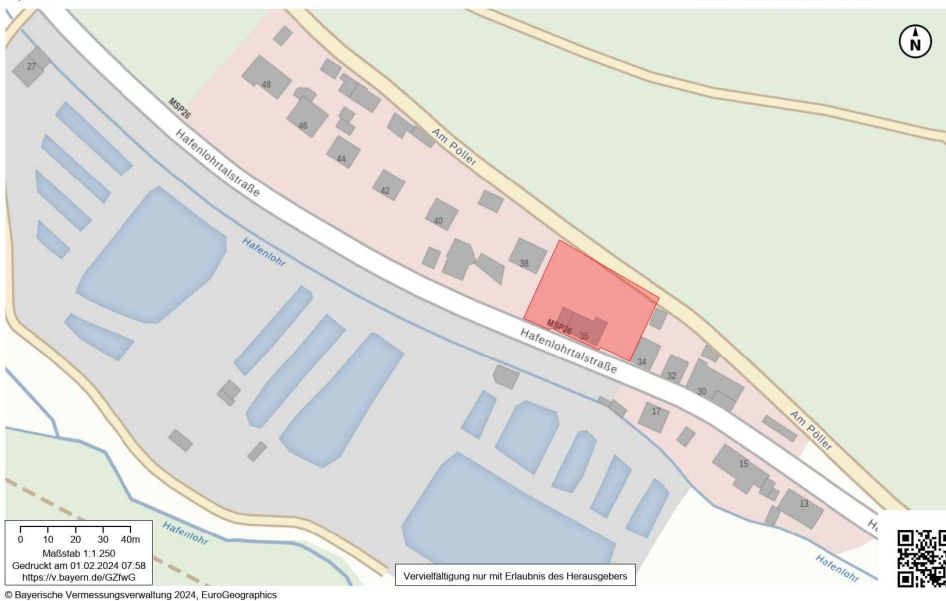 N
27
MSP26
48
46
44
Am Pöller
Hafenlohrtalstraße
42
40
38
Hafenlohr
MSP26
36
Hafenlohrtalstraße
34
32
30
17
Am Pöller
15
13
Hafenlohr
Hafenlohr
0 10 20 30 40m
Maßstab 1:1.250
Gedruckt am 01.02.2024 07:58
https://v.bayern.de/GZfwG
Vervielfältigung nur mit Erlaubnis des Herausgebers
© Bayerische Vermessungsverwaltung 2024, EuroGeographics